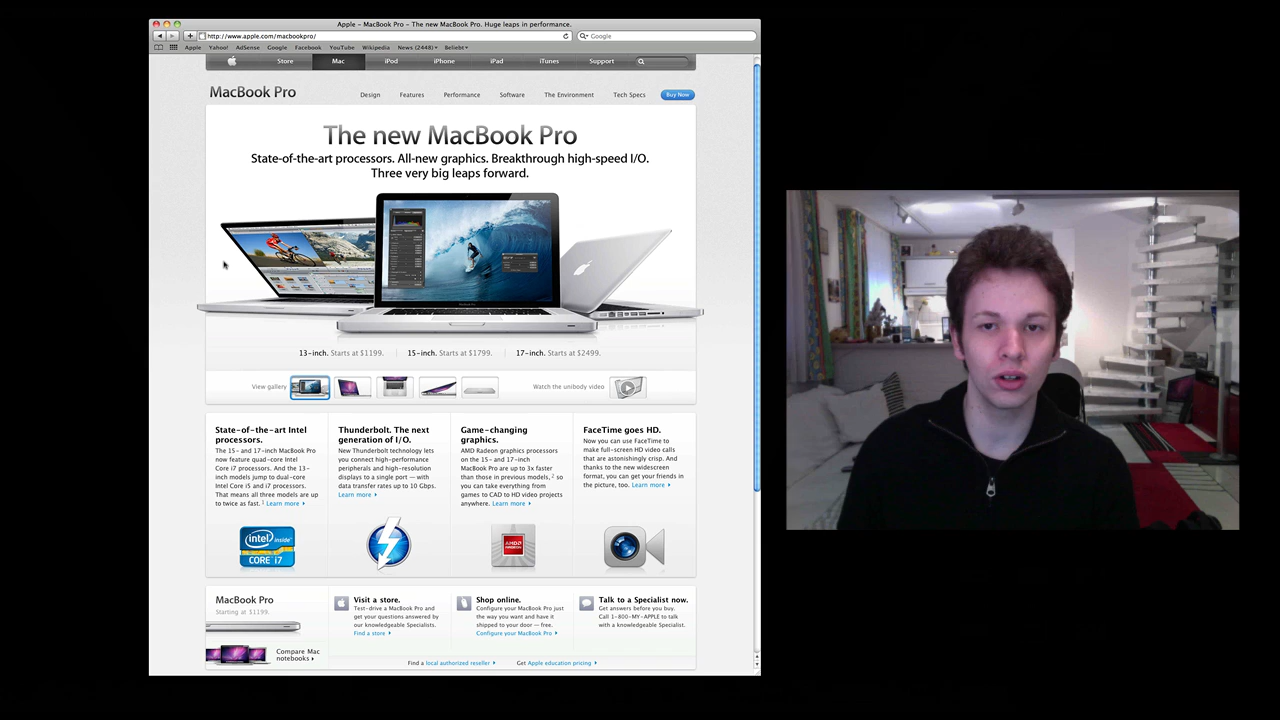 Apple – MacBook Pro – The new MacBook Pro. Huge leaps in performance.
http://www.apple.com/macbookpro/
Google
Apple Yahoo! AdSense Google Facebook YouTube Wikipedia News (2448) Beliebt
Store Mac iPod iPhone iPad iTunes Support
MacBook Pro
Design Features Performance Software The Environment Tech Specs Buy Now
The new MacBook Pro
State-of-the-art processors. All-new graphics. Breakthrough high-speed I/O.
Three very big leaps forward.
13-inch. Starts at $1199. 15-inch. Starts at $1799. 17-inch. Starts at $2499.
View gallery
Watch the unibody video
State-of-the-art Intel
processors.
The 15- and 17-inch MacBook Pro
now feature quad-core Intel
Core i7 processors. And the 13-
inch models jump to dual-core
Intel Core i5 and i7 processors.
That means all three models are up
to twice as fast.1 Learn more
intel inside
CORE i7
Thunderbolt. The next
generation of I/O.
New Thunderbolt technology lets
you connect high-performance
peripherals and high-resolution
displays to a single port — with
data transfer rates up to 10 Gbps.
Learn more
Game-changing
graphics.
AMD Radeon graphics processors
on the 15- and 17-inch
MacBook Pro are up to 3x faster
than those in previous models,2 so
you can take everything from
games to CAD to HD video projects
anywhere. Learn more
AMD
RADEON
FaceTime goes HD.
Now you can use FaceTime to
make full-screen HD video calls
that are astonishingly crisp. And
thanks to the new widescreen
format, you can get your friends in
the picture, too. Learn more
MacBook Pro
Starting at $1199.
Compare Mac
notebooks
Visit a store.
Test-drive a MacBook Pro and
get your questions answered by
our knowledgeable Specialists.
Find a store
Shop online.
Configure your MacBook Pro just
the way you want and have it
shipped to your door — free.
Configure your MacBook Pro
Talk to a Specialist now.
Get answers before you buy.
Call 1-800-MY-APPLE to talk
with a knowledgeable Specialist.
Find a local authorized reseller
Get Apple education pricing